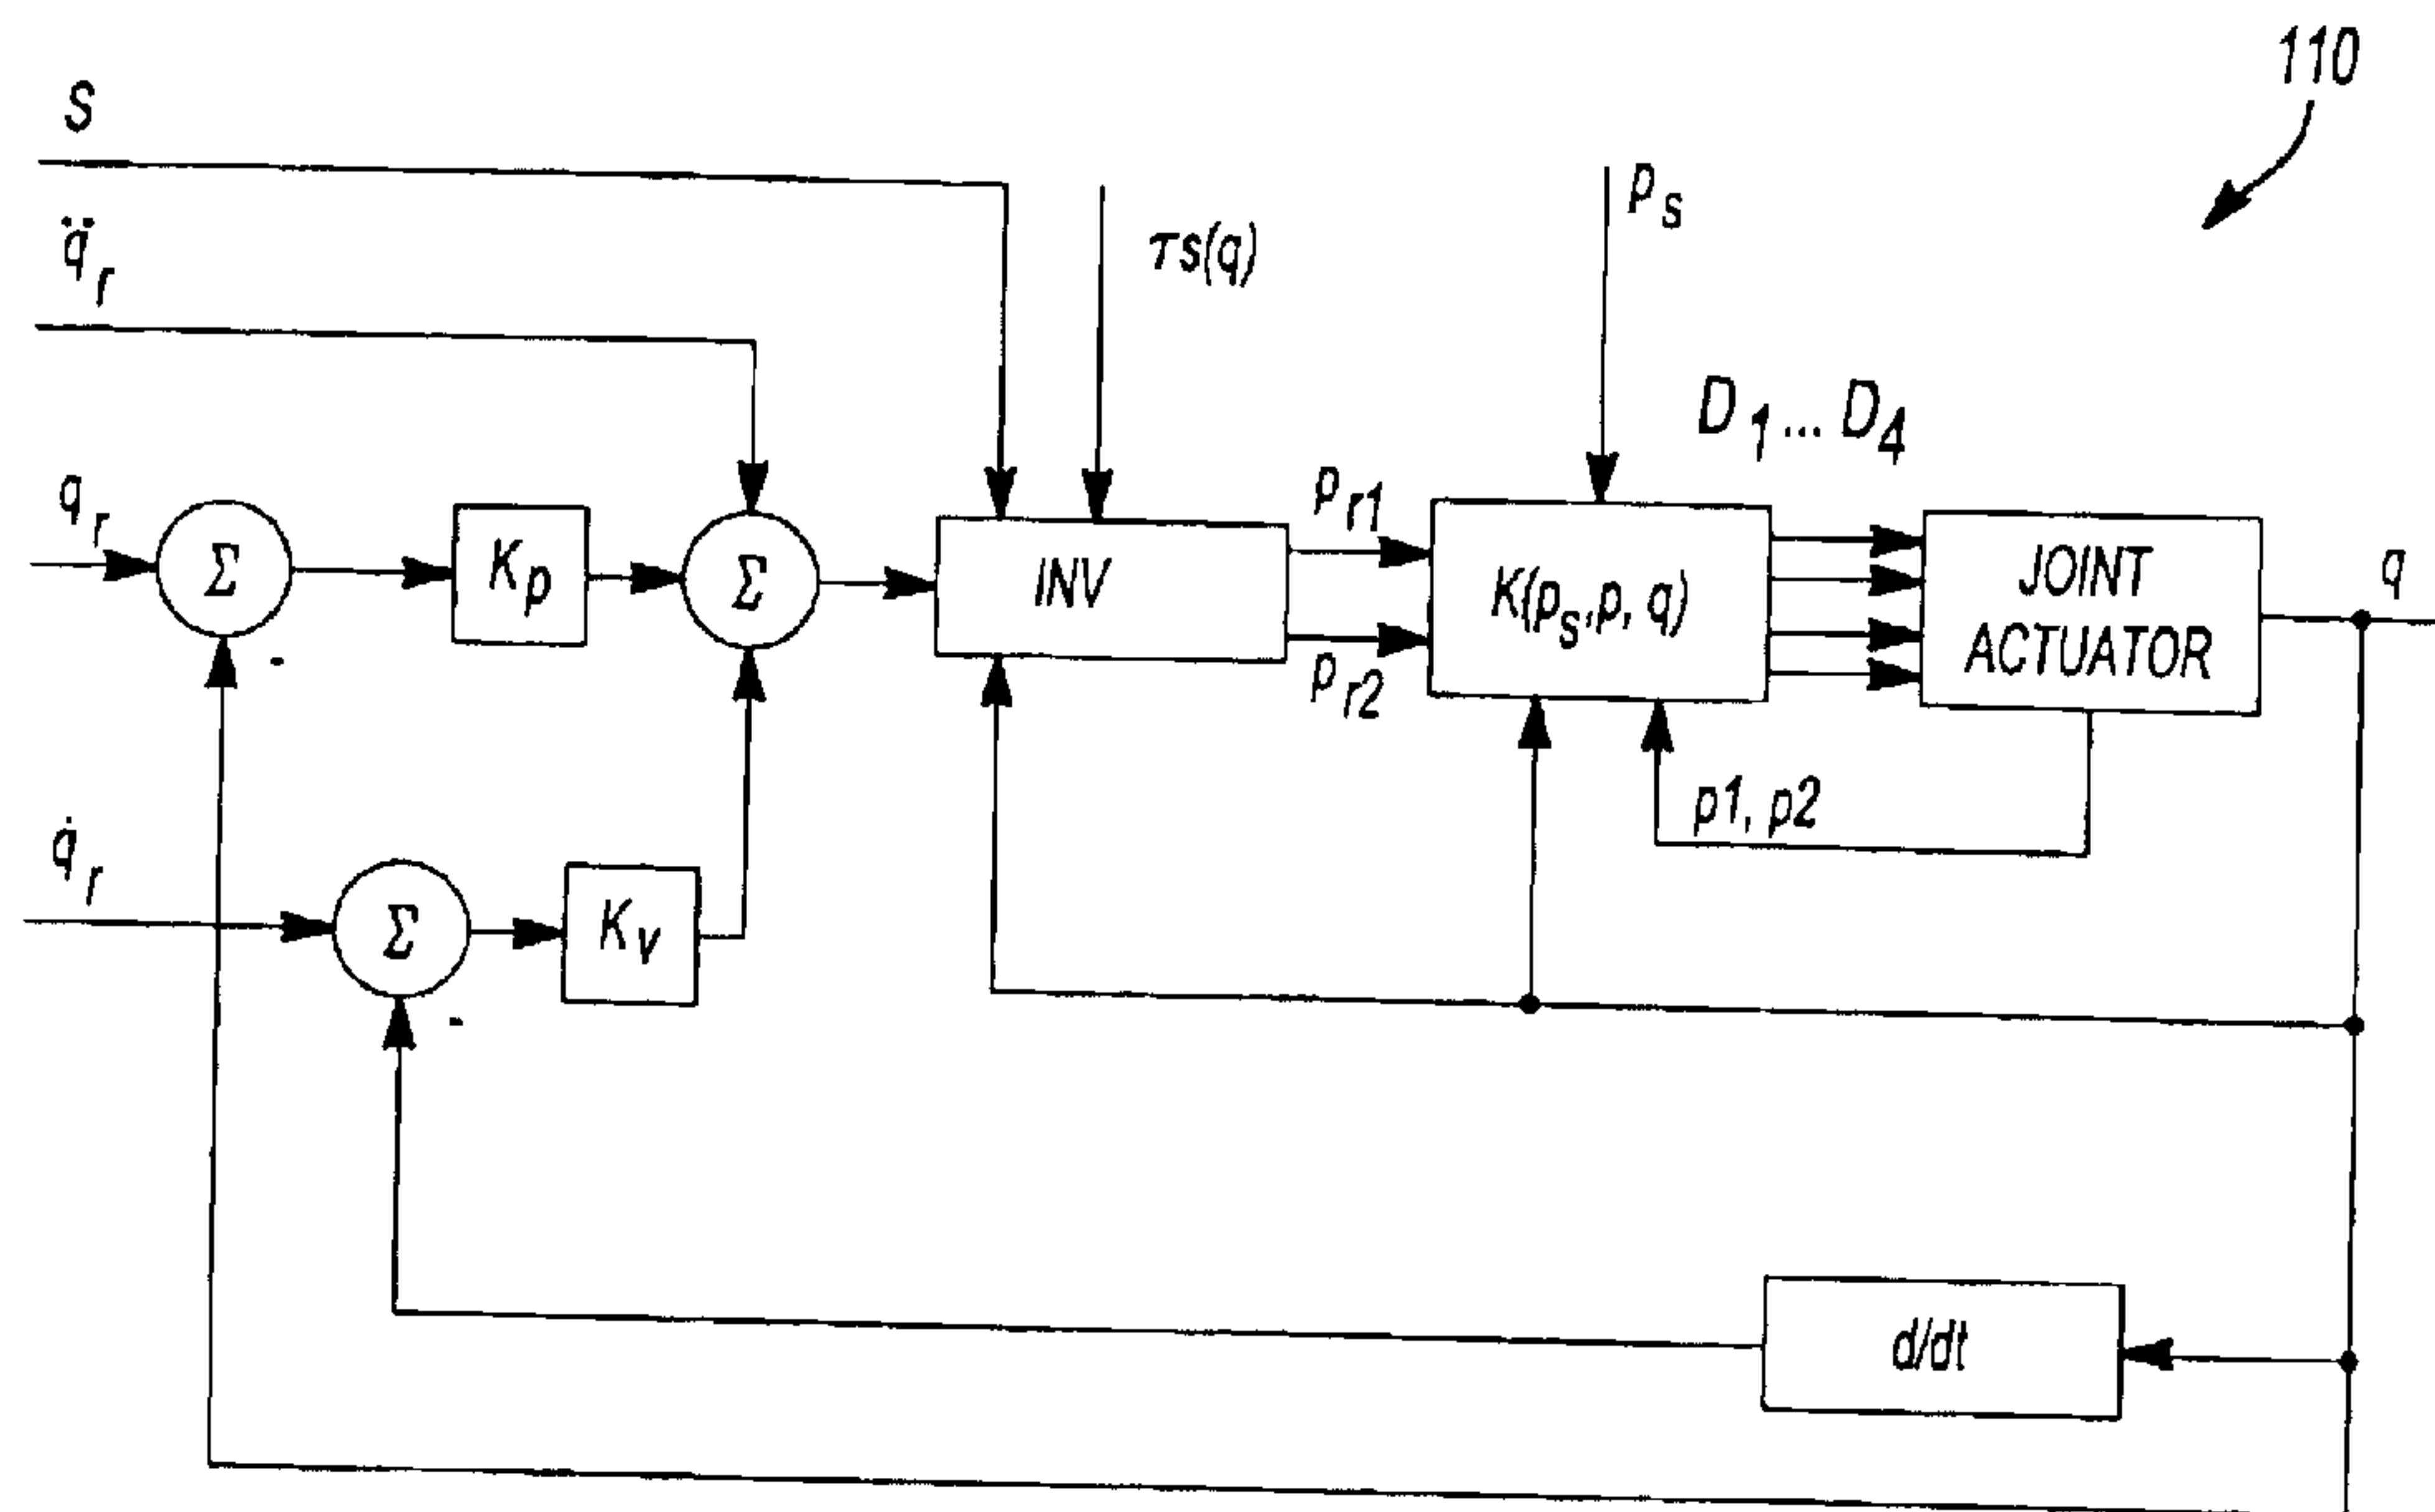 110
S
q̈r
τs(q)
ps
D1...D4
qr
Σ
Kp
Σ
INV
pr1
pr2
K(ps,p, q)
JOINT
ACTUATOR
q
-
p1, p2
q̇r
Σ
Kv
-
d/dt